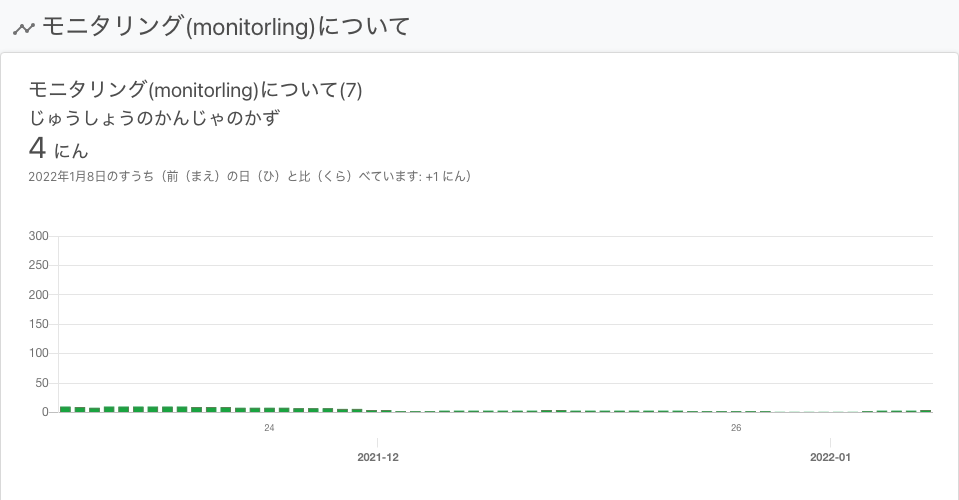 モニタリング(monitorling)について
モニタリング(monitorling)について(7)
じゅうしょうのかんじゃのかず
4 にん
2022年1月8日のすうち（前（まえ）の日（ひ）と比（くら）べています: +1 にん）
300
250
200
150
100
50
0
24
26
2021-12
2022-01